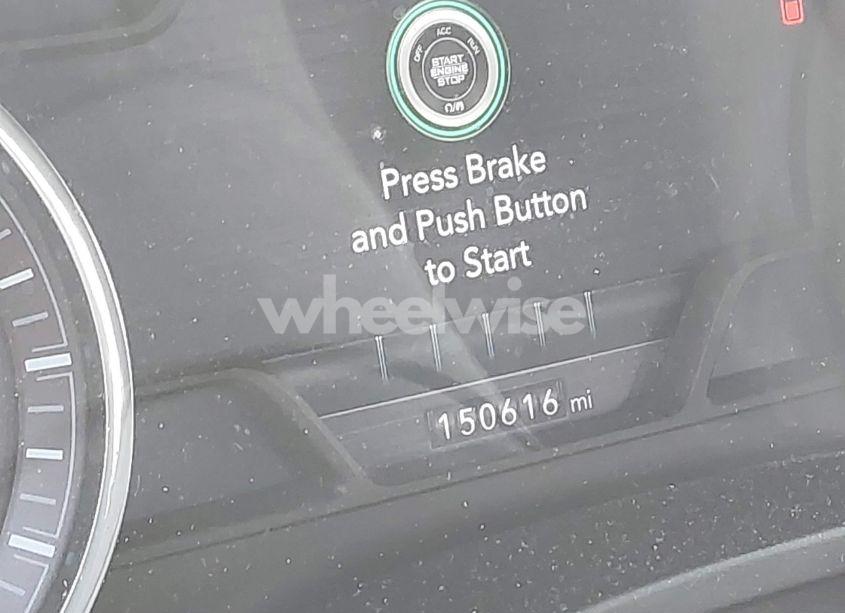 OFF ACC RUN
START
ENGINE
STOP
Press Brake
and Push Button
to Start
wheelwise
150616 mi